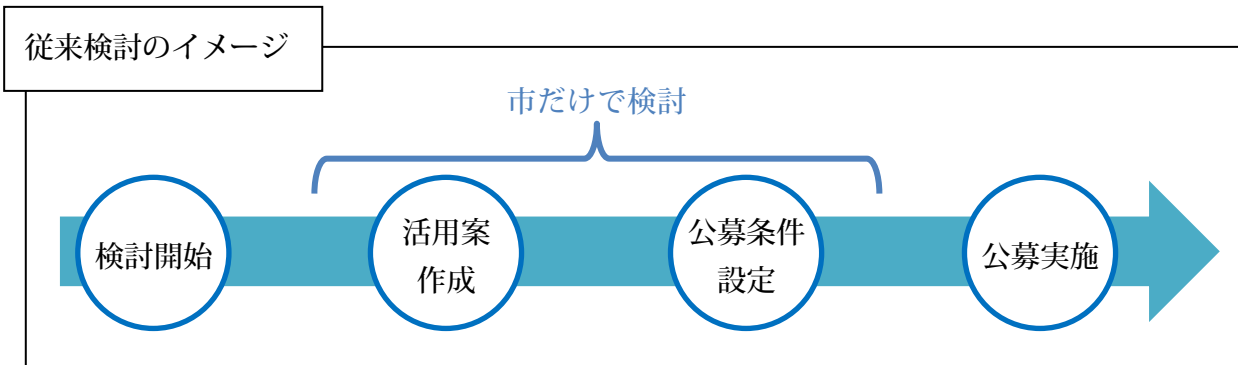 従来検討のイメージ
市だけで検討
検討開始
活用案
作成
公募条件
設定
公募実施